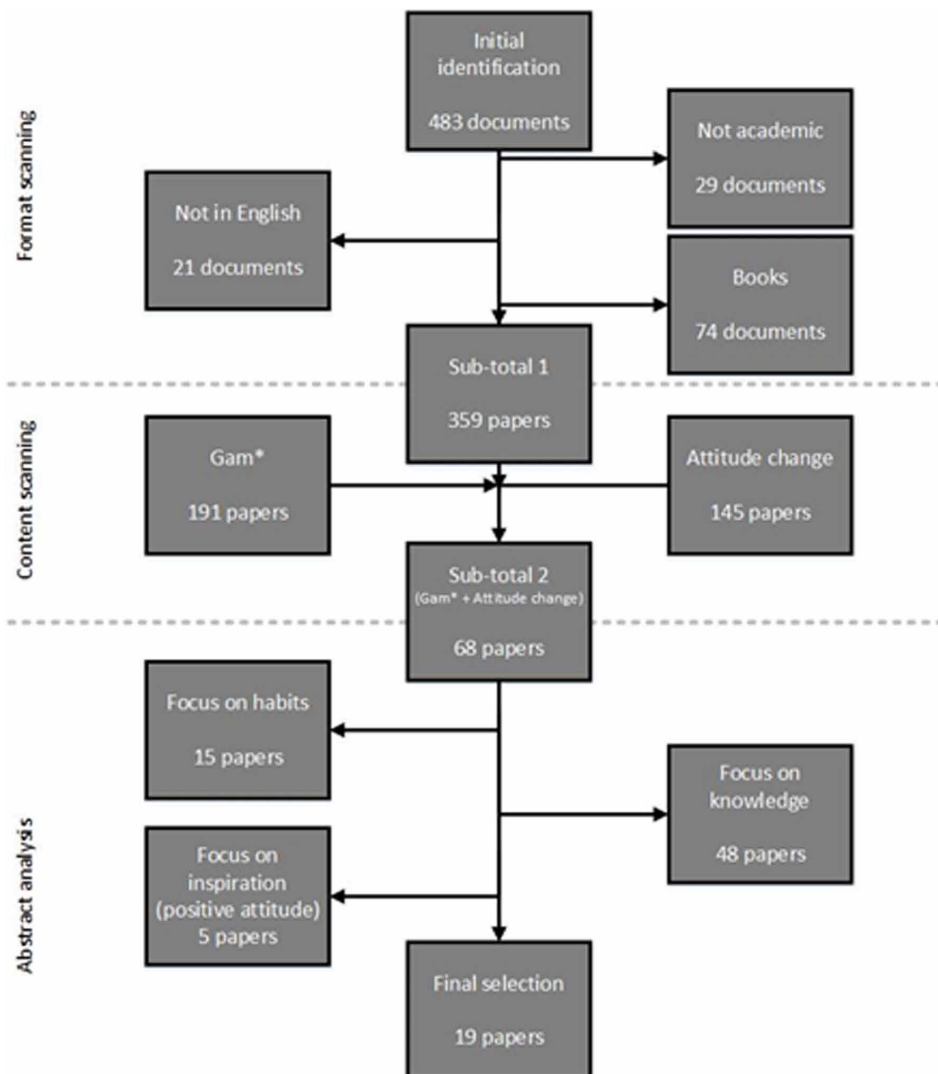 Format scanning
Initial
identification
483 documents
Not academic
29 documents
Not in English
21 documents
Books
74 documents
Sub-total 1
359 papers
Content scanning
Gam*
191 papers
Attitude change
145 papers
Sub-total 2
(Gam* + Attitude change)
68 papers
Abstract analysis
Focus on habits
15 papers
Focus on
knowledge
48 papers
Focus on
inspiration
(positive attitude)
5 papers
Final selection
19 papers